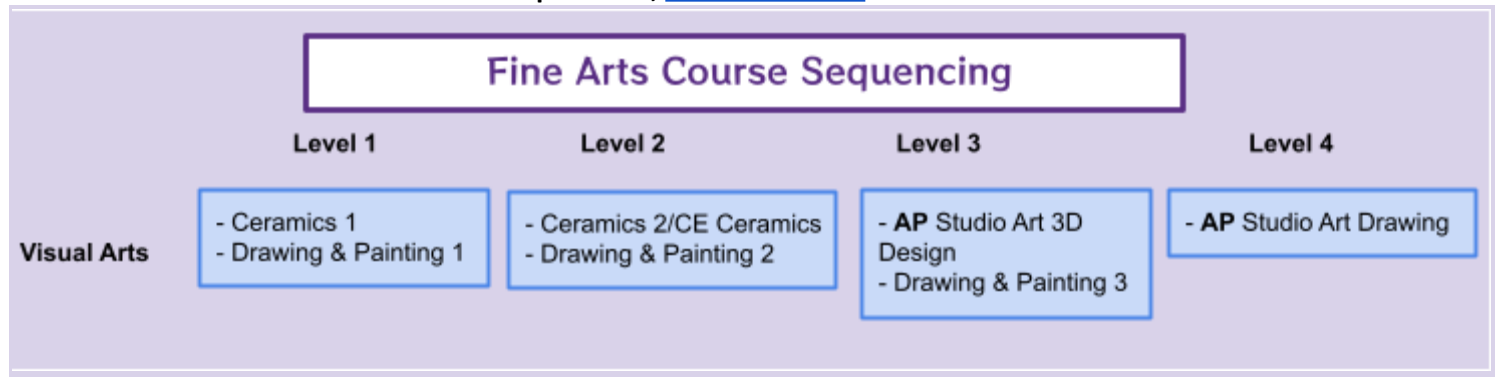 Fine Arts Course Sequencing
Level 1 Level 2 Level 3 Level 4
Visual Arts
- Ceramics 1
- Drawing & Painting 1
- Ceramics 2/CE Ceramics
- Drawing & Painting 2
- AP Studio Art 3D
Design
- Drawing & Painting 3
- AP Studio Art Drawing